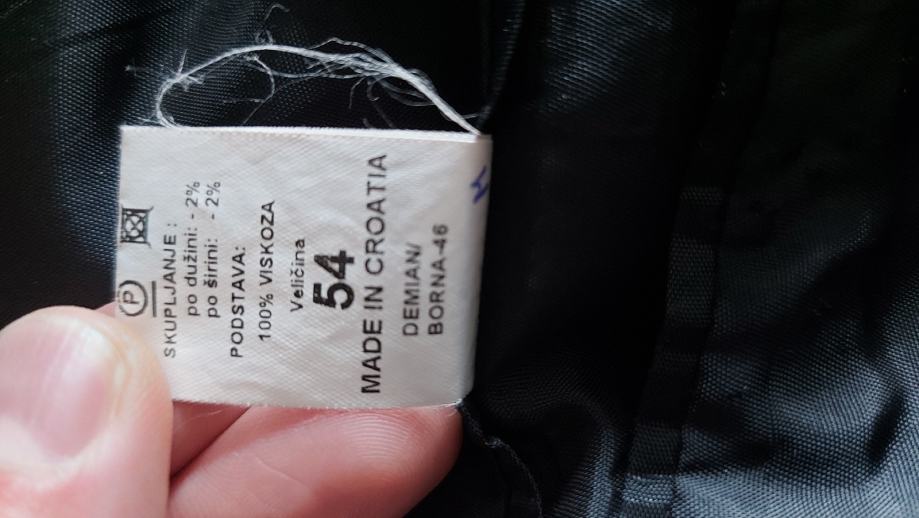 P
SKUPLJANJE :
po dužini: - 2%
po širini: - 2%
PODSTAVA:
100% VISKOZA
Veličina
54
MADE IN CROATIA
DEMIAN/
BORNA-46